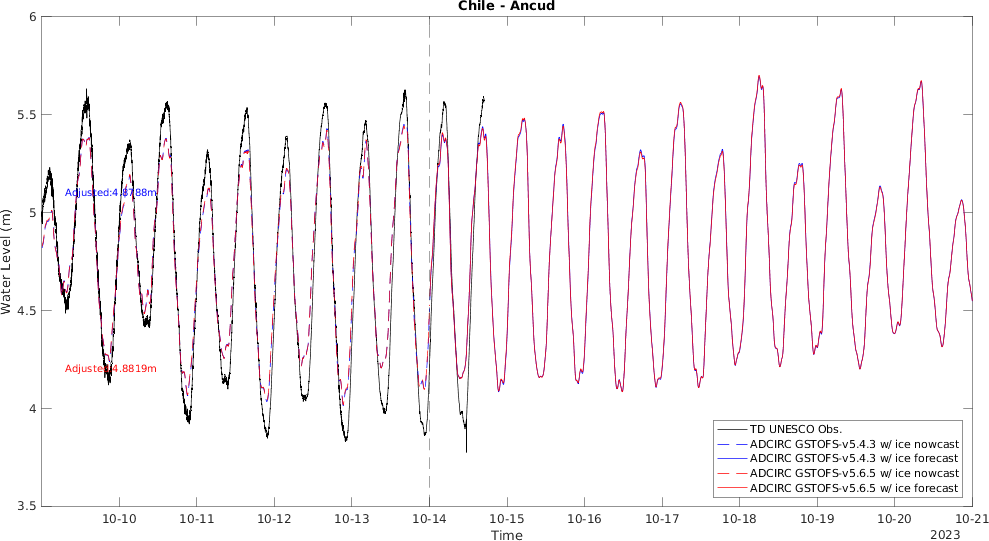 Chile - Ancud
6
5.5
5
4.5
4
3.5
Water Level (m)
Adjusted:4.8788m
Adjusted:4.8819m
TD UNESCO Obs.
ADCIRC GSTOFS-v5.4.3 w/ ice nowcast
ADCIRC GSTOFS-v5.4.3 w/ ice forecast
ADCIRC GSTOFS-v5.6.5 w/ ice nowcast
ADCIRC GSTOFS-v5.6.5 w/ ice forecast
10-10 10-11 10-12 10-13 10-14 10-15 10-16 10-17 10-18 10-19 10-20 10-21
Time
2023